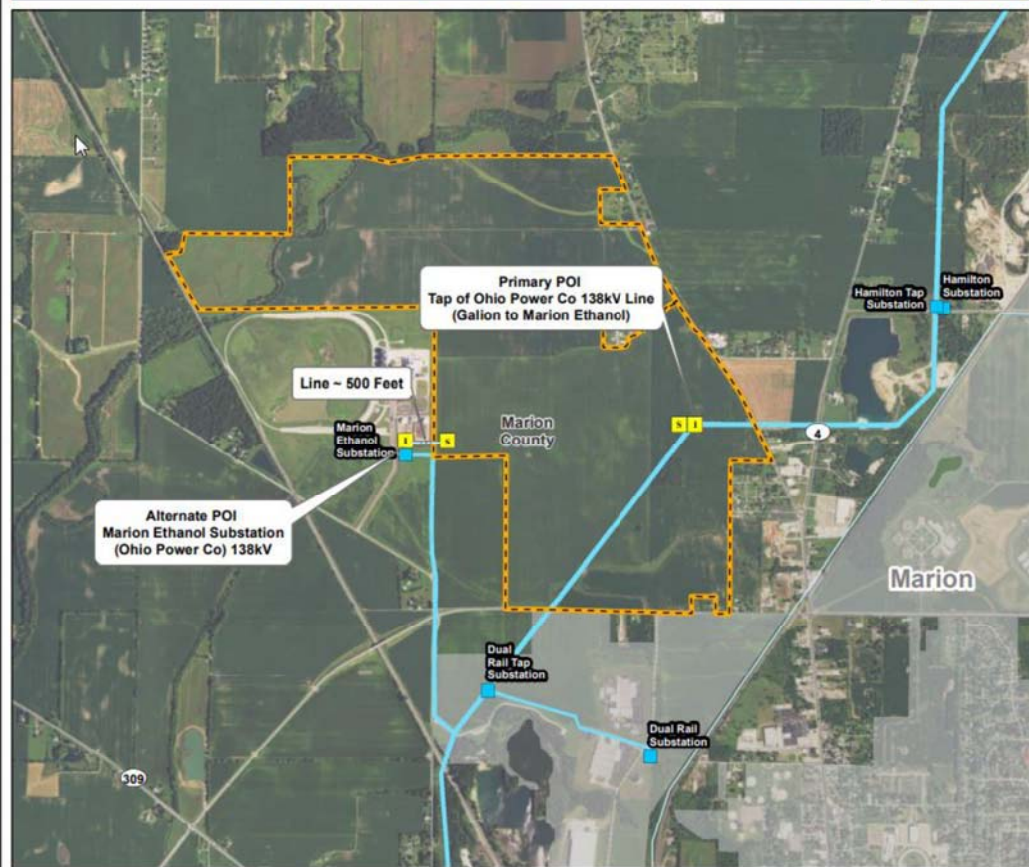 Primary POI
Tap of Ohio Power Co 138kV Line
(Galion to Marion Ethanol)
Hamilton
Substation
Hamilton Tap
Substation
Line ~ 500 Feet
Marion
Ethanol
Substation
I
S
Marion
County
S I
4
Alternate POI
Marion Ethanol Substation
(Ohio Power Co) 138kV
Marion
Dual
Rail Tap
Substation
Dual Rail
Substation
309